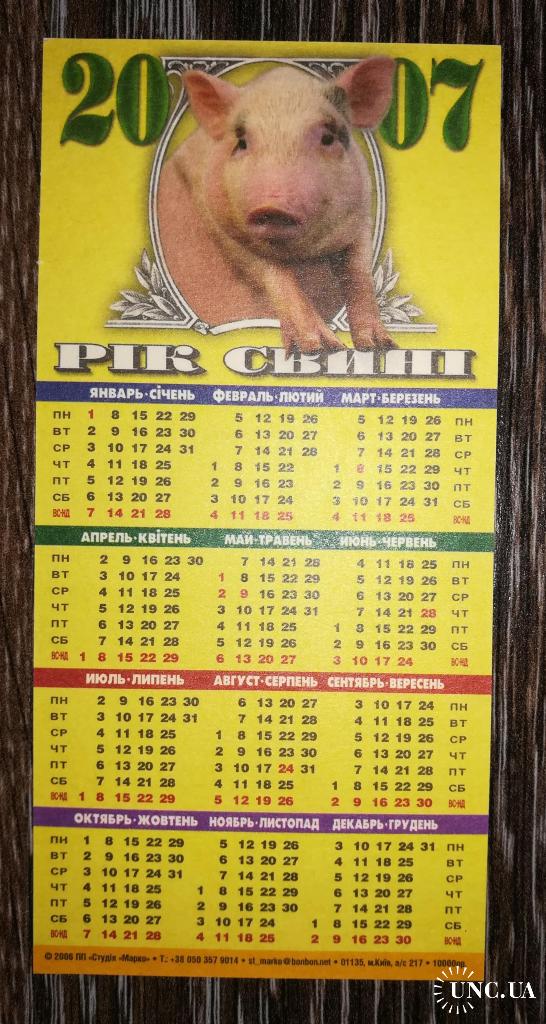 2007
РІК СВИНІ
ЯНВАРЬ·СІЧЕНЬ ФЕВРАЛЬ·ЛЮТИЙ МАРТ·БЕРЕЗЕНЬ
ПН 1 8 15 22 29 5 12 19 26 5 12 19 26 ПН
ВТ 2 9 16 23 30 6 13 20 27 6 13 20 27 ВТ
СР 3 10 17 24 31 7 14 21 28 7 14 21 28 СР
ЧТ 4 11 18 25 1 8 15 22 1 8 15 22 29 ЧТ
ПТ 5 12 19 26 2 9 16 23 2 9 16 23 30 ПТ
СБ 6 13 20 27 3 10 17 24 3 10 17 24 31 СБ
ВС·НД 7 14 21 28 4 11 18 25 4 11 18 25 ВС·НД
АПРЕЛЬ·КВІТЕНЬ МАЙ·ТРАВЕНЬ ИЮНЬ·ЧЕРВЕНЬ
ПН 2 9 16 23 30 7 14 21 28 4 11 18 25 ПН
ВТ 3 10 17 24 1 8 15 22 29 5 12 19 26 ВТ
СР 4 11 18 25 2 9 16 23 30 6 13 20 27 СР
ЧТ 5 12 19 26 3 10 17 24 31 7 14 21 28 ЧТ
ПТ 6 13 20 27 4 11 18 25 1 8 15 22 29 ПТ
СБ 7 14 21 28 5 12 19 26 2 9 16 23 30 СБ
ВС·НД 1 8 15 22 29 6 13 20 27 3 10 17 24 ВС·НД
ИЮЛЬ·ЛИПЕНЬ АВГУСТ·СЕРПЕНЬ СЕНТЯБРЬ·ВЕРЕСЕНЬ
ПН 2 9 16 23 30 6 13 20 27 3 10 17 24 ПН
ВТ 3 10 17 24 31 7 14 21 28 4 11 18 25 ВТ
СР 4 11 18 25 1 8 15 22 29 5 12 19 26 СР
ЧТ 5 12 19 26 2 9 16 23 30 6 13 20 27 ЧТ
ПТ 6 13 20 27 3 10 17 24 31 7 14 21 28 ПТ
СБ 7 14 21 28 4 11 18 25 1 8 15 22 29 СБ
ВС·НД 1 8 15 22 29 5 12 19 26 2 9 16 23 30 ВС·НД
ОКТЯБРЬ·ЖОВТЕНЬ НОЯБРЬ·ЛИСТОПАД ДЕКАБРЬ·ГРУДЕНЬ
ПН 1 8 15 22 29 5 12 19 26 3 10 17 24 31 ПН
ВТ 2 9 16 23 30 6 13 20 27 4 11 18 25 ВТ
СР 3 10 17 24 31 7 14 21 28 5 12 19 26 СР
ЧТ 4 11 18 25 1 8 15 22 29 6 13 20 27 ЧТ
ПТ 5 12 19 26 2 9 16 23 30 7 14 21 28 ПТ
СБ 6 13 20 27 3 10 17 24 1 8 15 22 29 СБ
ВС·НД 7 14 21 28 4 11 18 25 2 9 16 23 30 ВС·НД
© 2006 ПП «Студія «Марко» • Т.: +38 050 357 9014 • st_marko@bonbon.net • 01135, м.Київ, а/с 217 • 10000пр.
UNC.UA